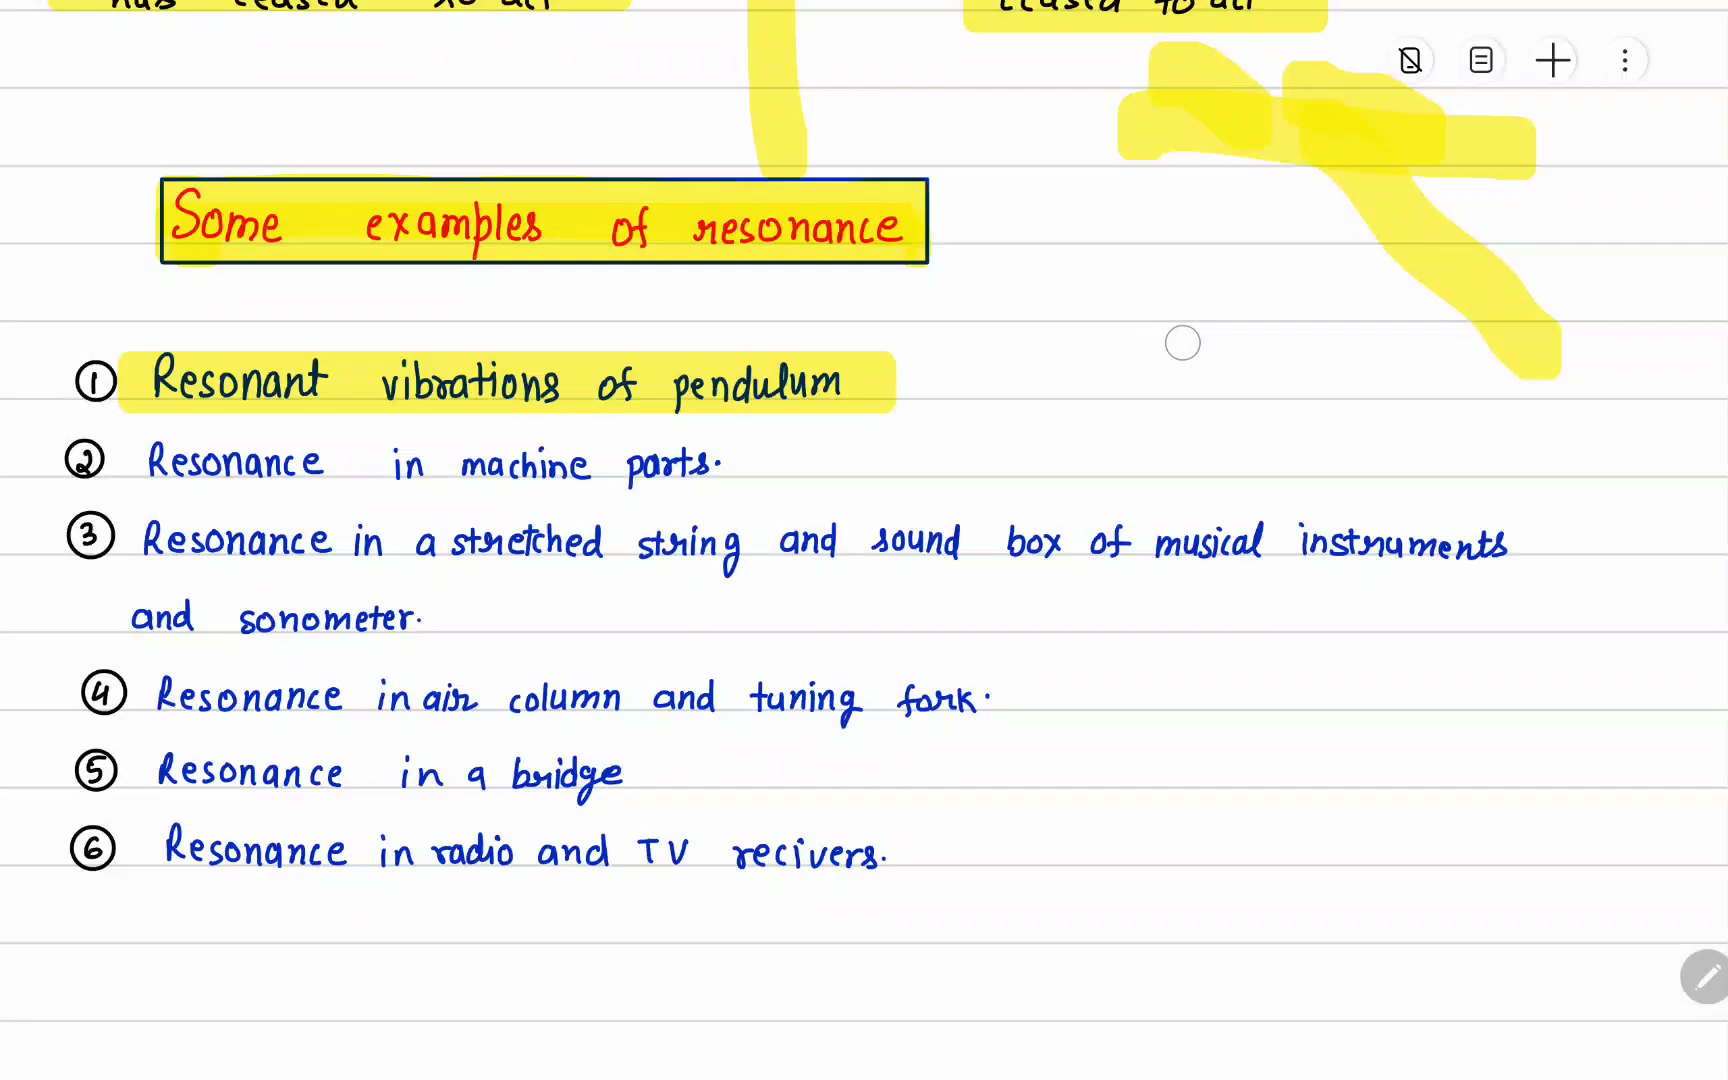 to all
Some examples of resonance
① Resonant vibrations of pendulum
② Resonance in machine parts.
③ Resonance in a stretched string and sound box of musical instruments
and sonometer.
④ Resonance in air column and tuning fork.
⑤ Resonance in a bridge
⑥ Resonance in radio and TV recivers.